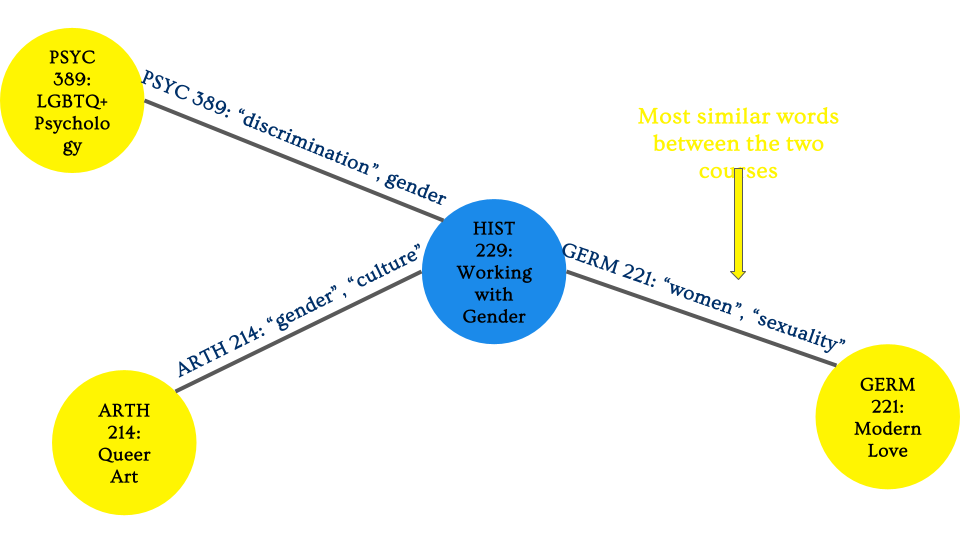 PSYC
389:
LGBTQ+
Psycholo
gy
PSYC 389: “discrimination”, gender
Most similar words
between the two
courses
HIST
229:
Working
with
Gender
ARTH 214: “gender”, “culture”
GERM 221: “women”, “sexuality”
ARTH
214:
Queer
Art
GERM
221:
Modern
Love